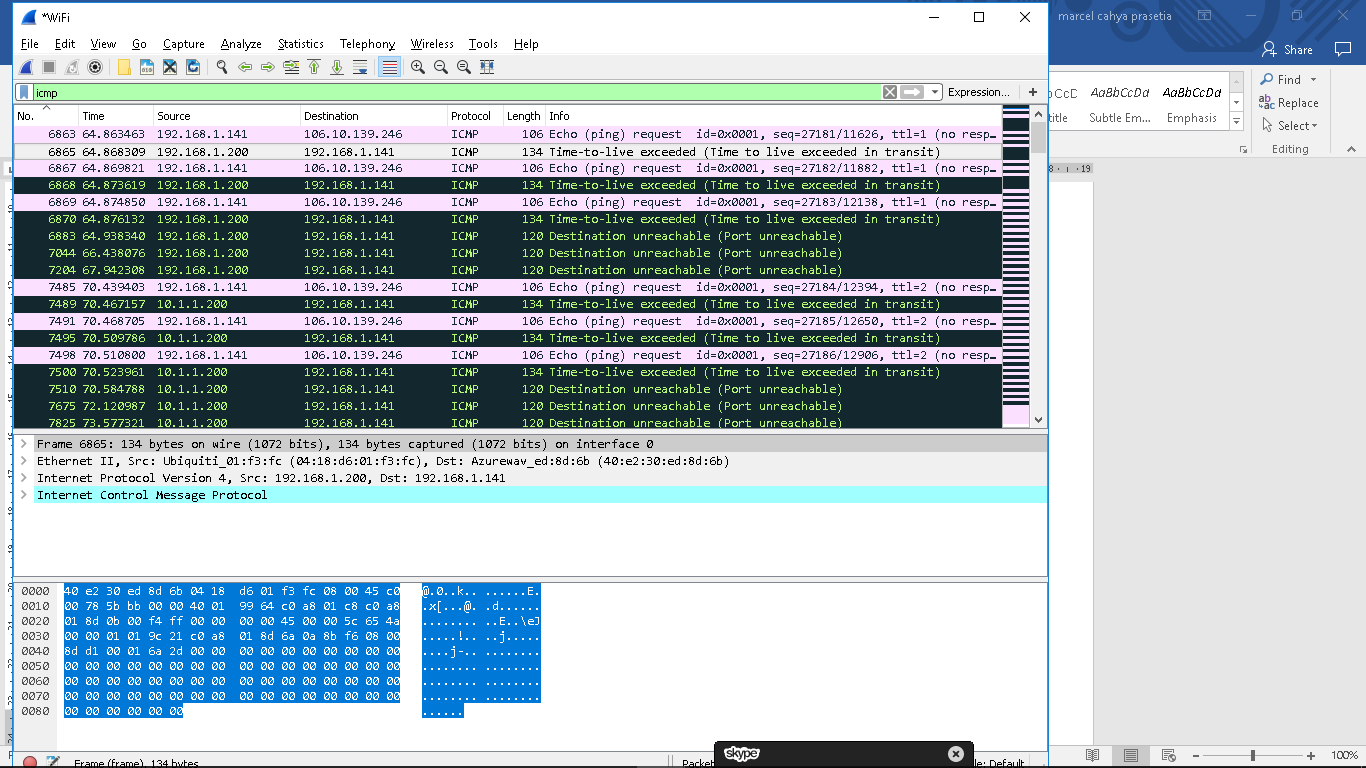 *WiFi
marcel cahya prasetia
File Edit View Go Capture Analyze Statistics Telephony Wireless Tools Help
Share
icmp
Expression...
+
AaBbCcDa AaBbCcDa
Subtle Em... Emphasis
Find
Replace
Select
Editing
No. Time Source Destination Protocol Length Info
6863 64.863463 192.168.1.141 106.10.139.246 ICMP 106 Echo (ping) request id=0x0001, seq=27181/11626, ttl=1 (no resp…
6865 64.868309 192.168.1.200 192.168.1.141 ICMP 134 Time-to-live exceeded (Time to live exceeded in transit)
6867 64.869821 192.168.1.141 106.10.139.246 ICMP 106 Echo (ping) request id=0x0001, seq=27182/11882, ttl=1 (no resp…
6868 64.873619 192.168.1.200 192.168.1.141 ICMP 134 Time-to-live exceeded (Time to live exceeded in transit)
6869 64.874850 192.168.1.141 106.10.139.246 ICMP 106 Echo (ping) request id=0x0001, seq=27183/12138, ttl=1 (no resp…
6870 64.876132 192.168.1.200 192.168.1.141 ICMP 134 Time-to-live exceeded (Time to live exceeded in transit)
6883 64.938340 192.168.1.200 192.168.1.141 ICMP 120 Destination unreachable (Port unreachable)
7044 66.438076 192.168.1.200 192.168.1.141 ICMP 120 Destination unreachable (Port unreachable)
7204 67.942308 192.168.1.200 192.168.1.141 ICMP 120 Destination unreachable (Port unreachable)
7485 70.439403 192.168.1.141 106.10.139.246 ICMP 106 Echo (ping) request id=0x0001, seq=27184/12394, ttl=2 (no resp…
7489 70.467157 10.1.1.200 192.168.1.141 ICMP 134 Time-to-live exceeded (Time to live exceeded in transit)
7491 70.468705 192.168.1.141 106.10.139.246 ICMP 106 Echo (ping) request id=0x0001, seq=27185/12650, ttl=2 (no resp…
7495 70.509786 10.1.1.200 192.168.1.141 ICMP 134 Time-to-live exceeded (Time to live exceeded in transit)
7498 70.510800 192.168.1.141 106.10.139.246 ICMP 106 Echo (ping) request id=0x0001, seq=27186/12906, ttl=2 (no resp…
7500 70.523961 10.1.1.200 192.168.1.141 ICMP 134 Time-to-live exceeded (Time to live exceeded in transit)
7510 70.584788 10.1.1.200 192.168.1.141 ICMP 120 Destination unreachable (Port unreachable)
7675 72.120987 10.1.1.200 192.168.1.141 ICMP 120 Destination unreachable (Port unreachable)
7825 73.577321 10.1.1.200 192.168.1.141 ICMP 120 Destination unreachable (Port unreachable)
Frame 6865: 134 bytes on wire (1072 bits), 134 bytes captured (1072 bits) on interface 0
Ethernet II, Src: Ubiquiti_01:f3:fc (04:18:d6:01:f3:fc), Dst: Azurewav_ed:8d:6b (40:e2:30:ed:8d:6b)
Internet Protocol Version 4, Src: 192.168.1.200, Dst: 192.168.1.141
Internet Control Message Protocol
0000 40 e2 30 ed 8d 6b 04 18 d6 01 f3 fc 08 00 45 c0 @.0..k.. ......E.
0010 00 78 5b bb 00 00 40 01 99 64 c0 a8 01 c8 c0 a8 .x[...@. .d......
0020 01 8d 0b 00 f4 ff 00 00 00 00 45 00 00 5c 65 4a ........ ..E..\eJ
0030 00 00 01 01 9c 21 c0 a8 01 8d 6a 0a 8b f6 08 00 .....!.. ..j.....
0040 8d d1 00 01 6a 2d 00 00 00 00 00 00 00 00 00 00 ....j-.. ........
0050 00 00 00 00 00 00 00 00 00 00 00 00 00 00 00 00 ........ ........
0060 00 00 00 00 00 00 00 00 00 00 00 00 00 00 00 00 ........ ........
0070 00 00 00 00 00 00 00 00 00 00 00 00 00 00 00 00 ........ ........
0080 00 00 00 00 00 00 ......
Frame (frame), 134 bytes
skype
Default
100%